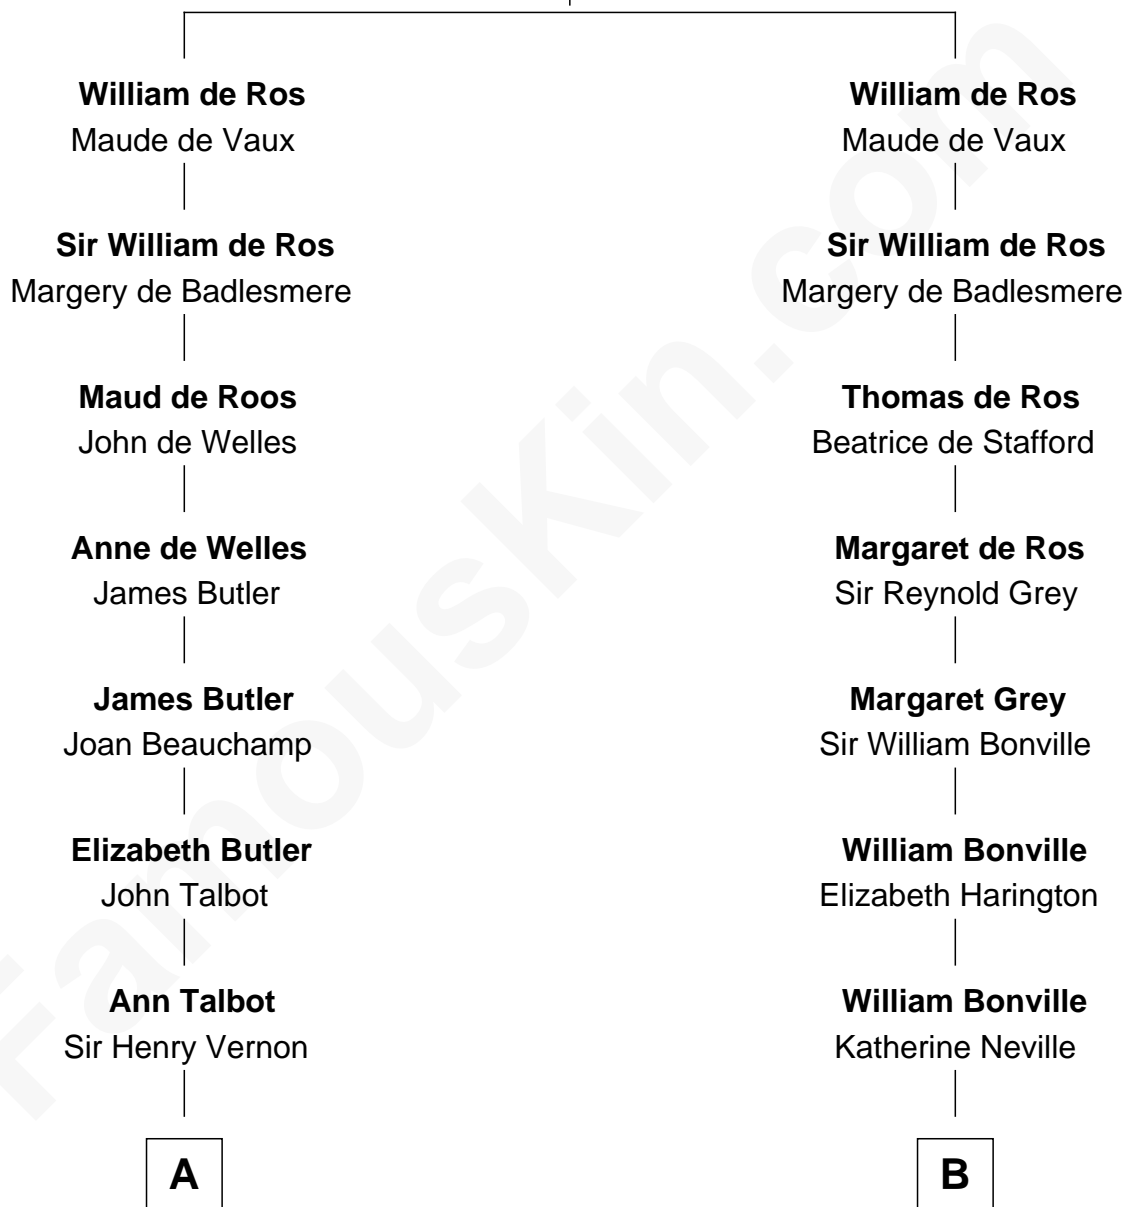 William de Ros
Maude de Vaux
Sir William de Ros
Margery de Badlesmere
Maud de Roos
John de Welles
Anne de Welles
James Butler
James Butler
Joan Beauchamp
Elizabeth Butler
John Talbot
Ann Talbot
Sir Henry Vernon
A
William de Ros
Maude de Vaux
Sir William de Ros
Margery de Badlesmere
Thomas de Ros
Beatrice de Stafford
Margaret de Ros
Sir Reynold Grey
Margaret Grey
Sir William Bonville
William Bonville
Elizabeth Harington
William Bonville
Katherine Neville
B
FamousKin.com